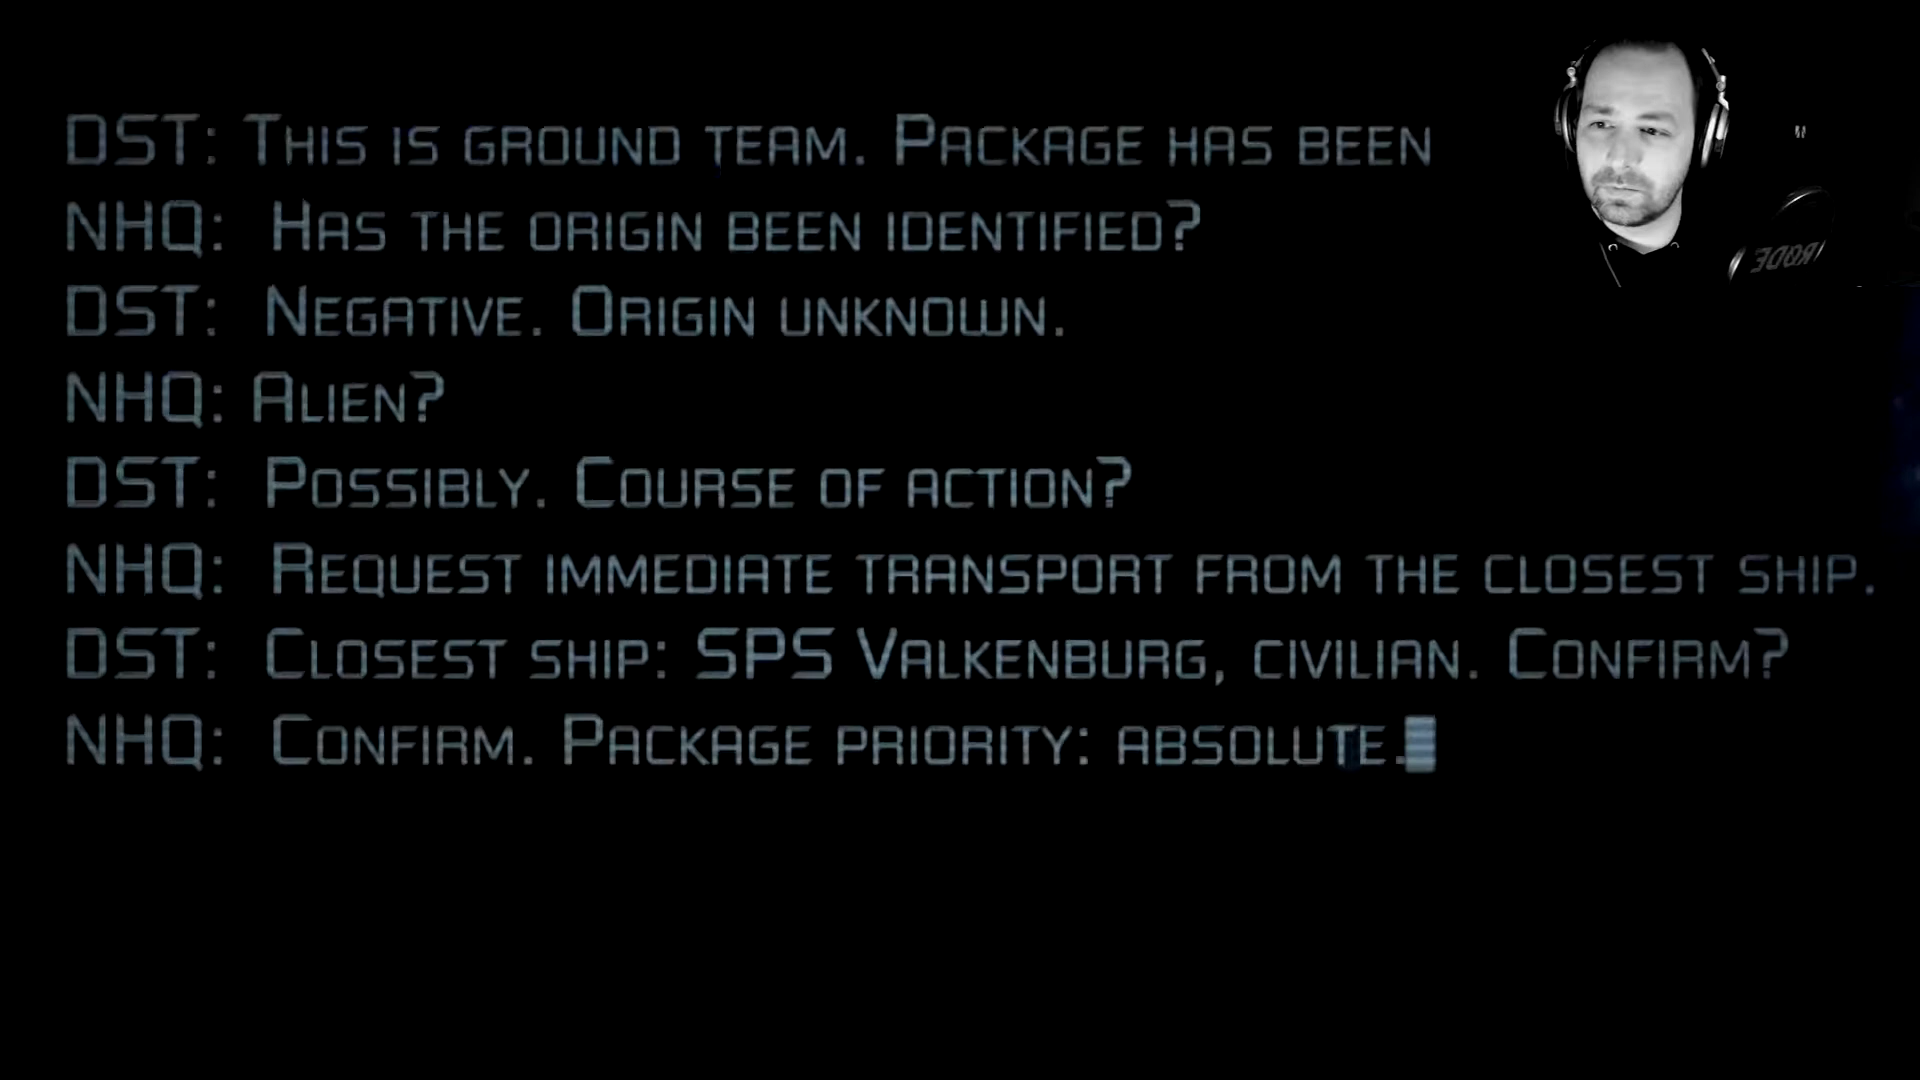 DST: This is ground team. Package has been
NHQ: Has the origin been identified?
DST: Negative. Origin unknown.
NHQ: Alien?
DST: Possibly. Course of action?
NHQ: Request immediate transport from the closest ship.
DST: Closest ship: SPS Valkenburg, civilian. Confirm?
NHQ: Confirm. Package priority: absolute.
RODE